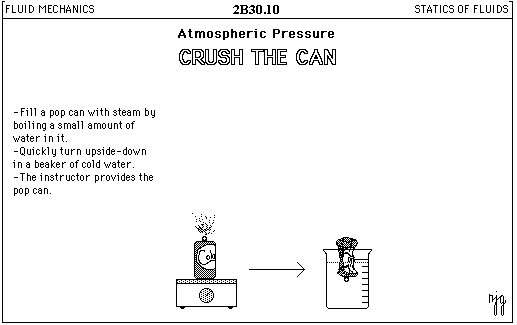 FLUID MECHANICS 2B30.10 STATICS OF FLUIDS
Atmospheric Pressure
CRUSH THE CAN
-Fill a pop can with steam by
boiling a small amount of
water in it.
-Quickly turn upside-down
in a beaker of cold water.
-The instructor provides the
pop can.
njg